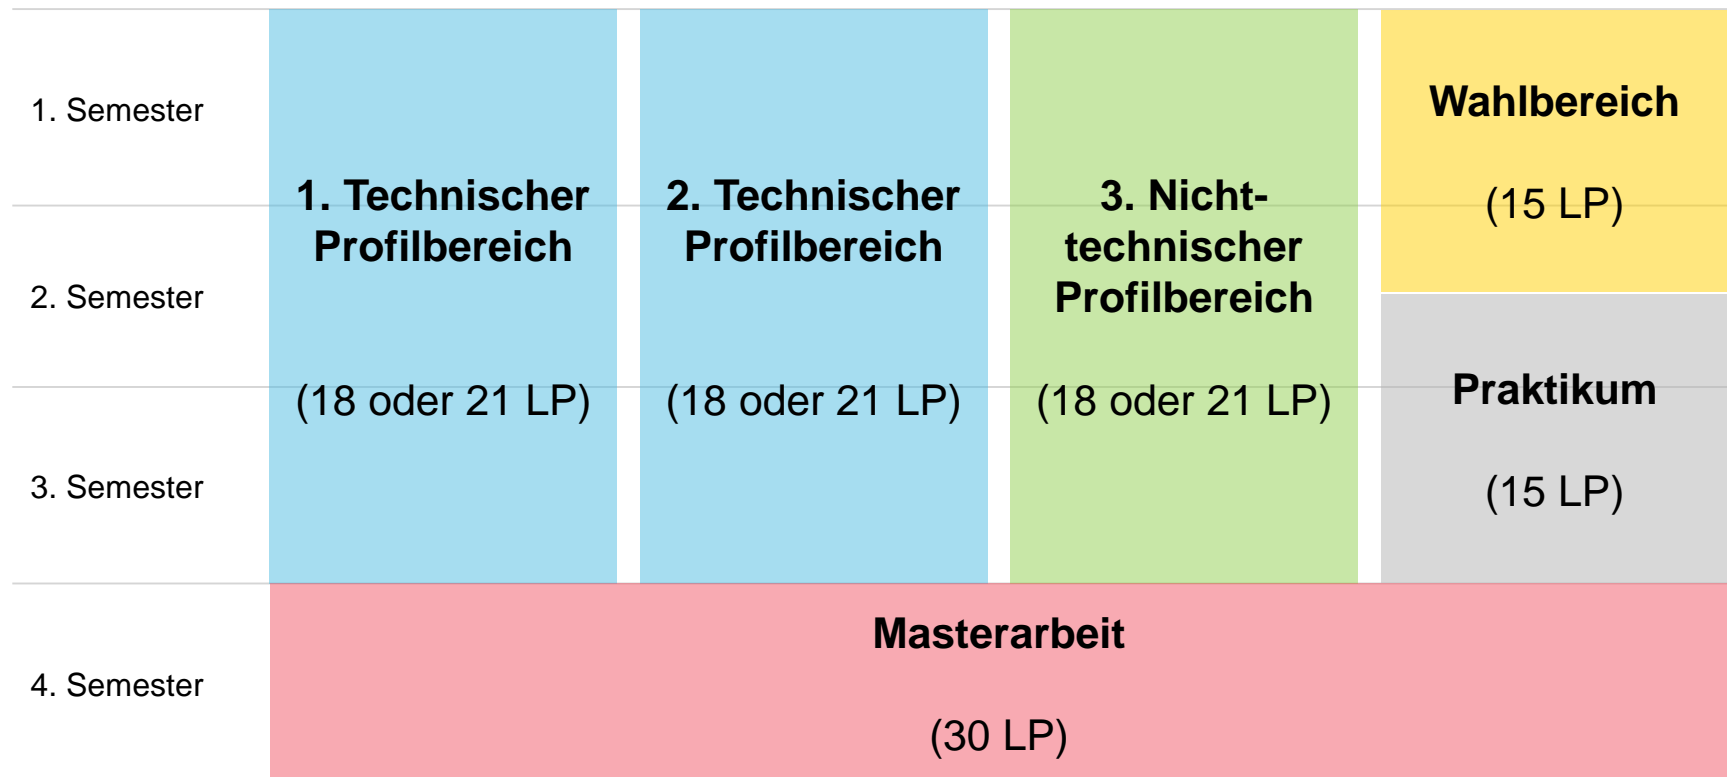 1. Semester
2. Semester
3. Semester
4. Semester
1. Technischer
Profilbereich
(18 oder 21 LP)
2. Technischer
Profilbereich
(18 oder 21 LP)
3. Nicht-
technischer
Profilbereich
(18 oder 21 LP)
Wahlbereich
(15 LP)
Praktikum
(15 LP)
Masterarbeit
(30 LP)